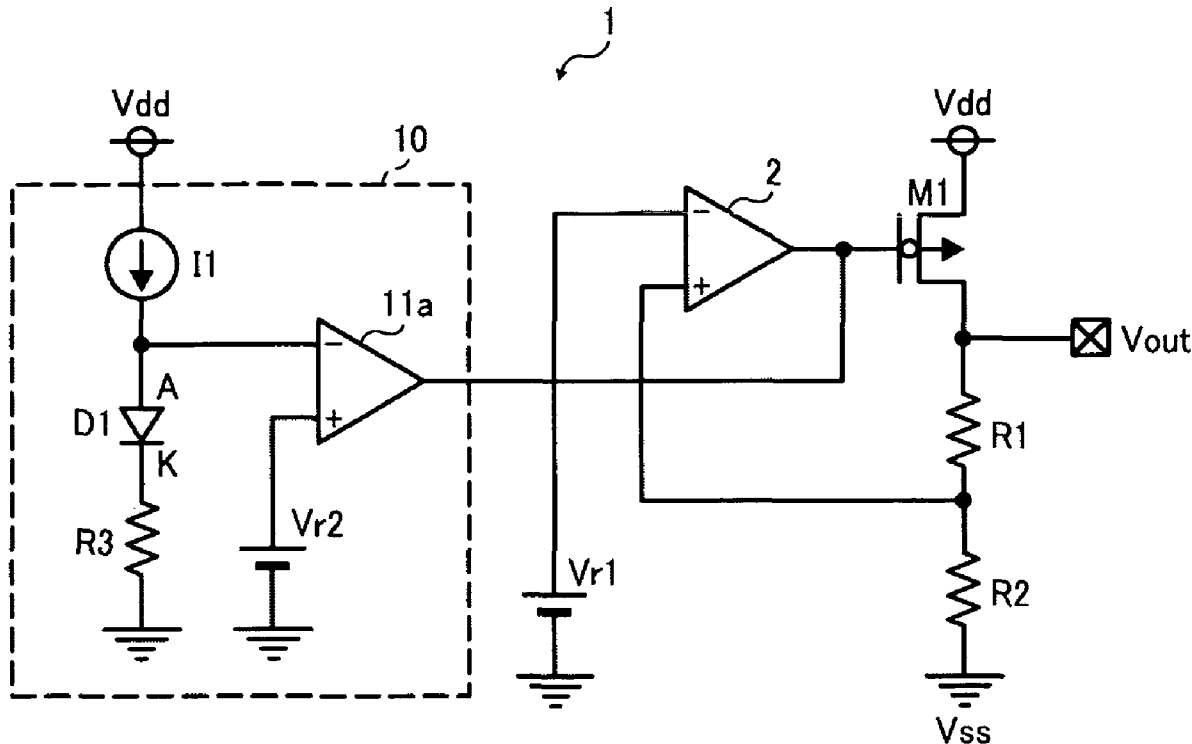 1
Vdd
10
Vdd
2
M1
I1
11a
A
D1
K
R3
Vr2
Vr1
Vout
R1
R2
Vss
−
+
−
+